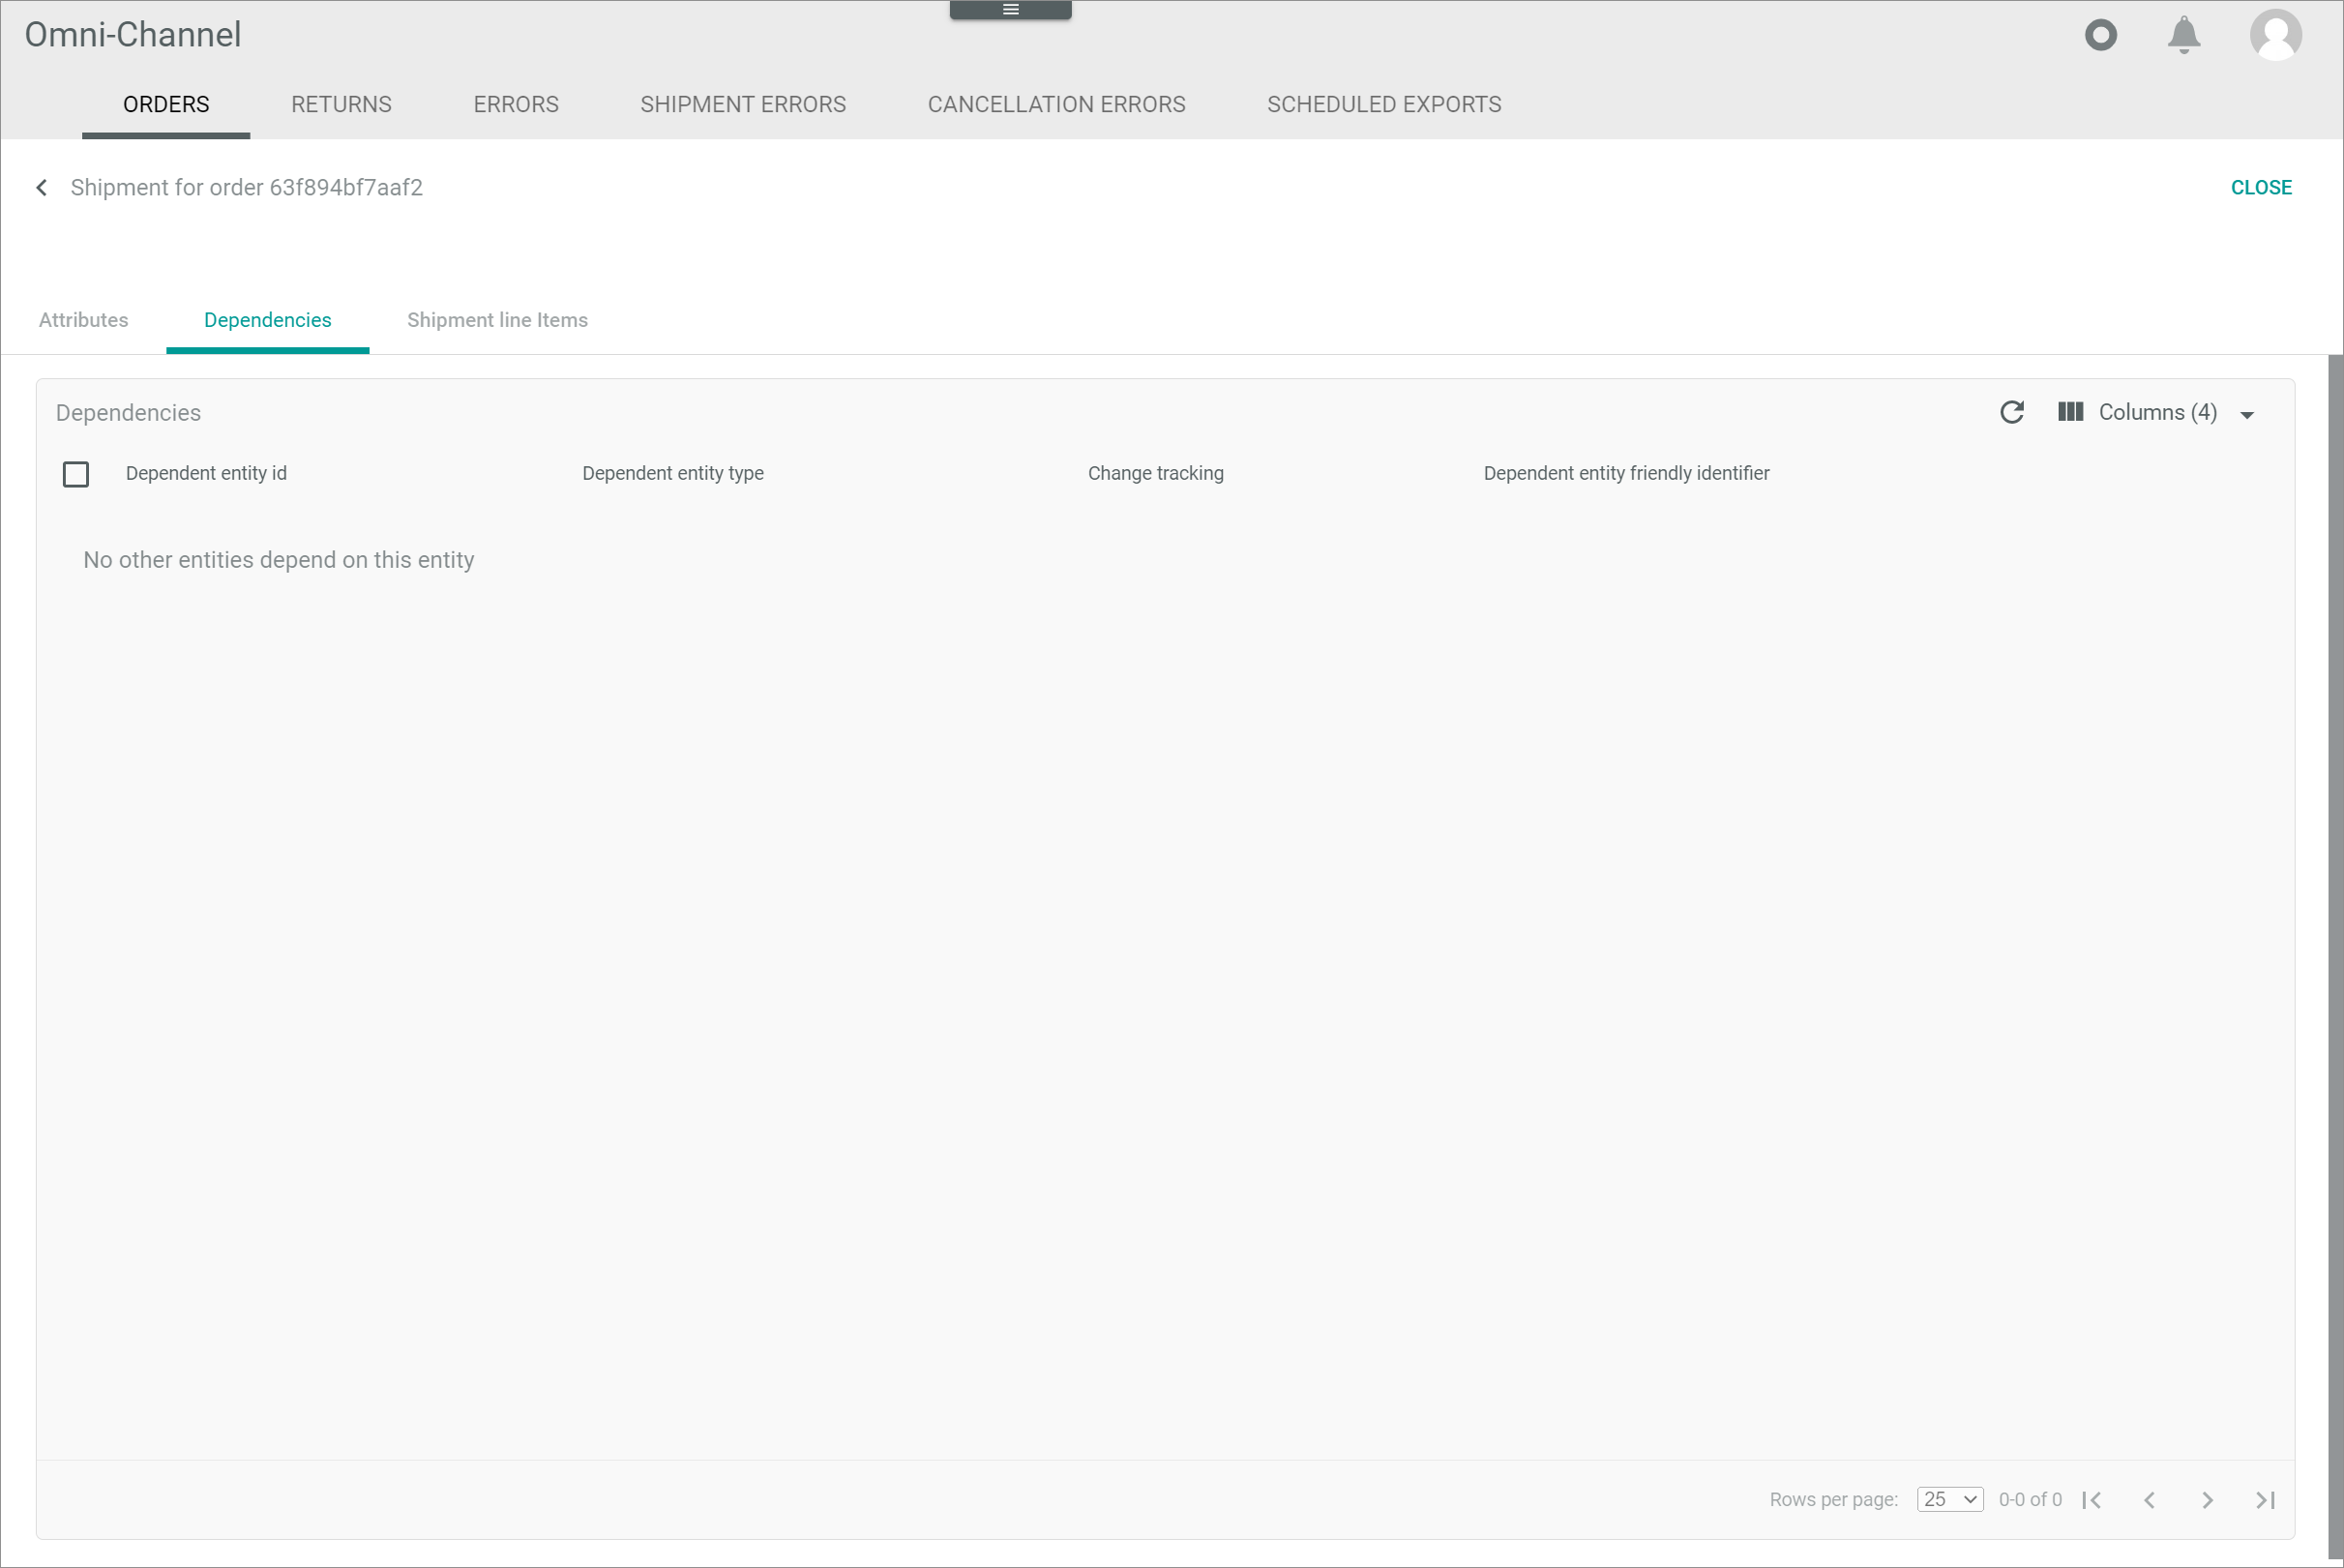 Omni-Channel
ORDERS RETURNS ERRORS SHIPMENT ERRORS CANCELLATION ERRORS SCHEDULED EXPORTS
Shipment for order 63f894bf7aaf2 CLOSE
Attributes Dependencies Shipment line Items
Dependencies Columns (4)
Dependent entity id Dependent entity type Change tracking Dependent entity friendly identifier
No other entities depend on this entity
Rows per page: 25 0-0 of 0